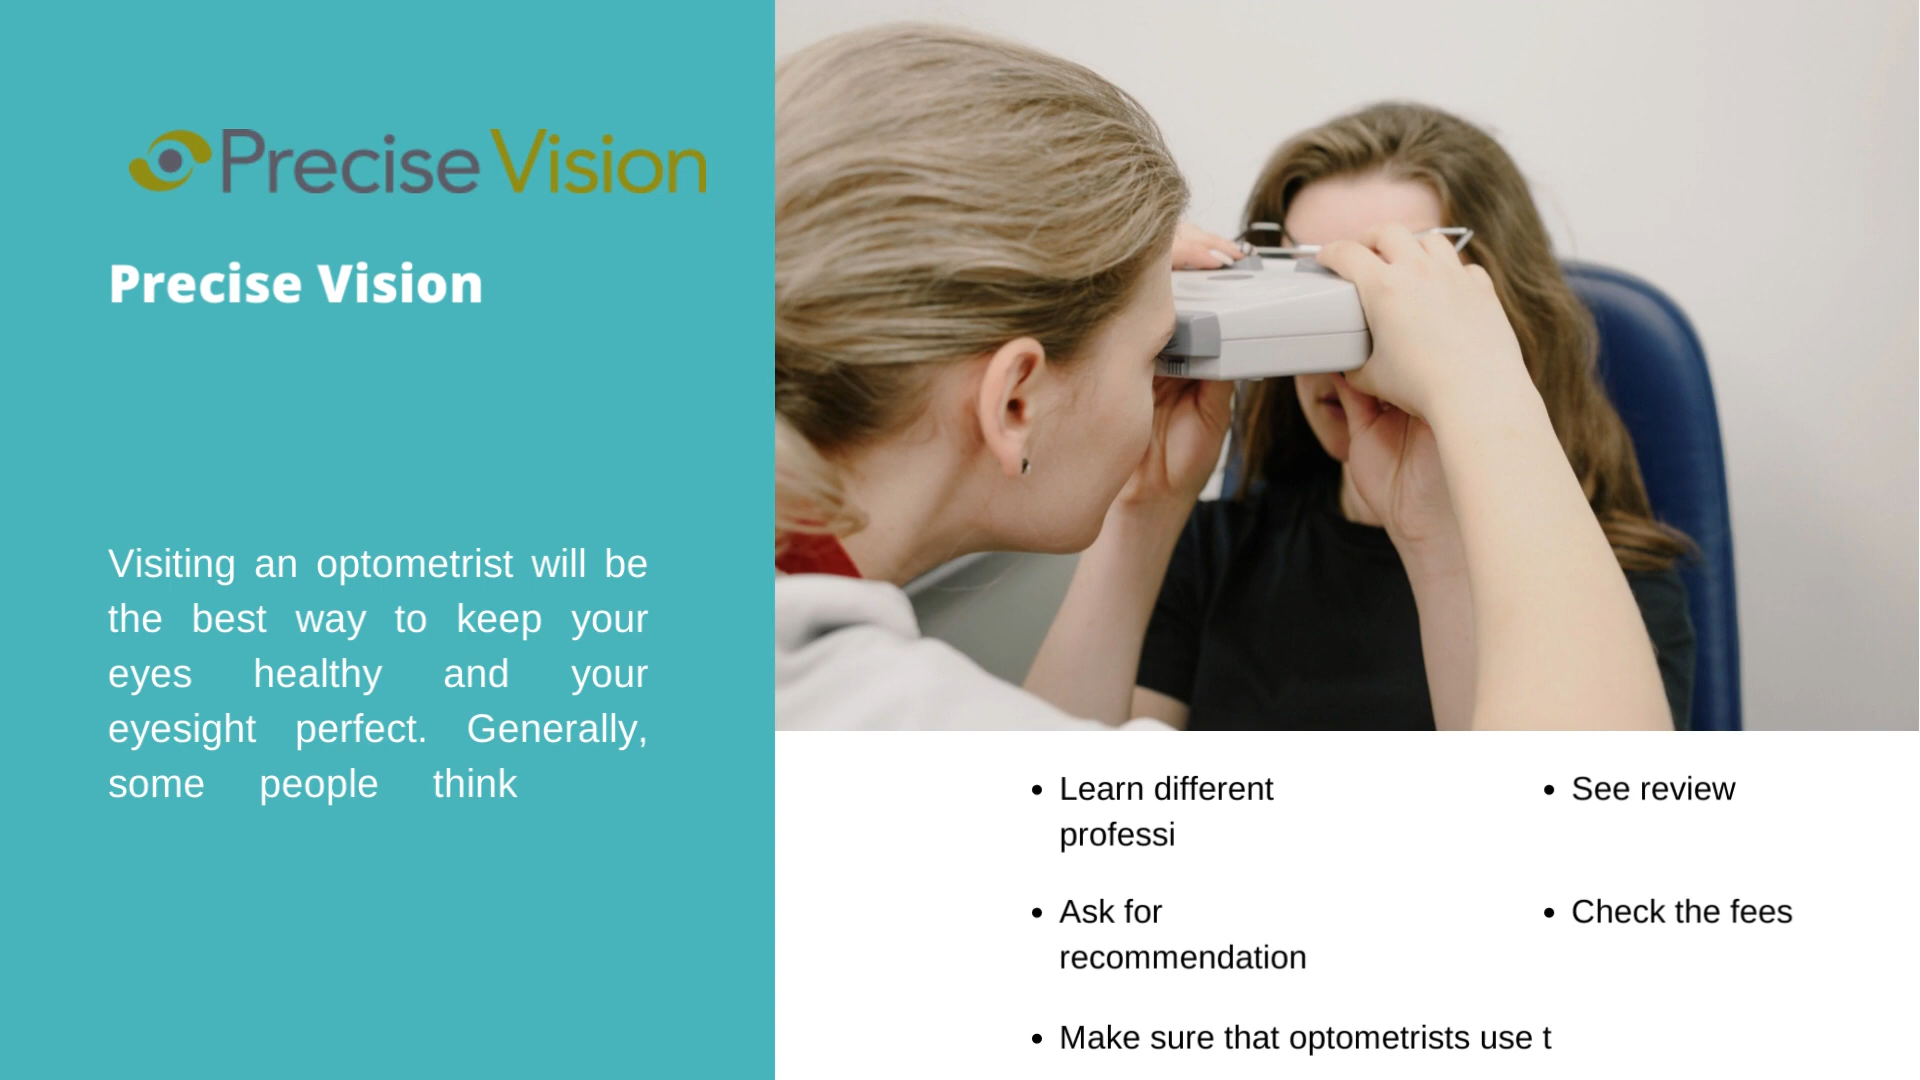 Precise Vision
Precise Vision
Visiting an optometrist will be
the best way to keep your
eyes healthy and your
eyesight perfect. Generally,
some people think
• Learn different
professi
• See review
• Ask for
recommendation
• Check the fees
• Make sure that optometrists use t